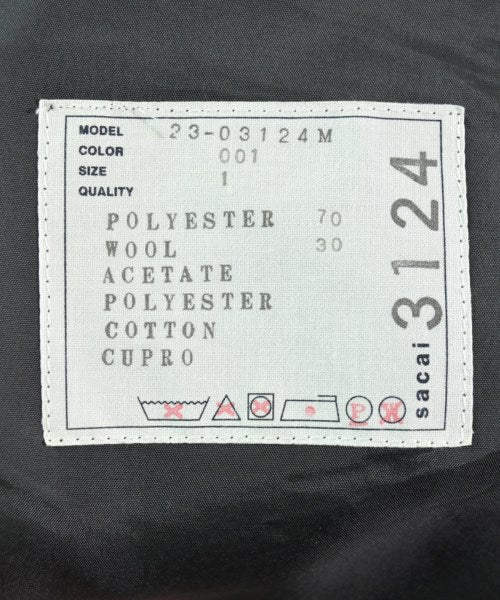 MODEL 23-03124M
COLOR 001
SIZE 1
QUALITY
POLYESTER 70
WOOL 30
ACETATE
POLYESTER
COTTON
CUPRO
P W
sacai 3124